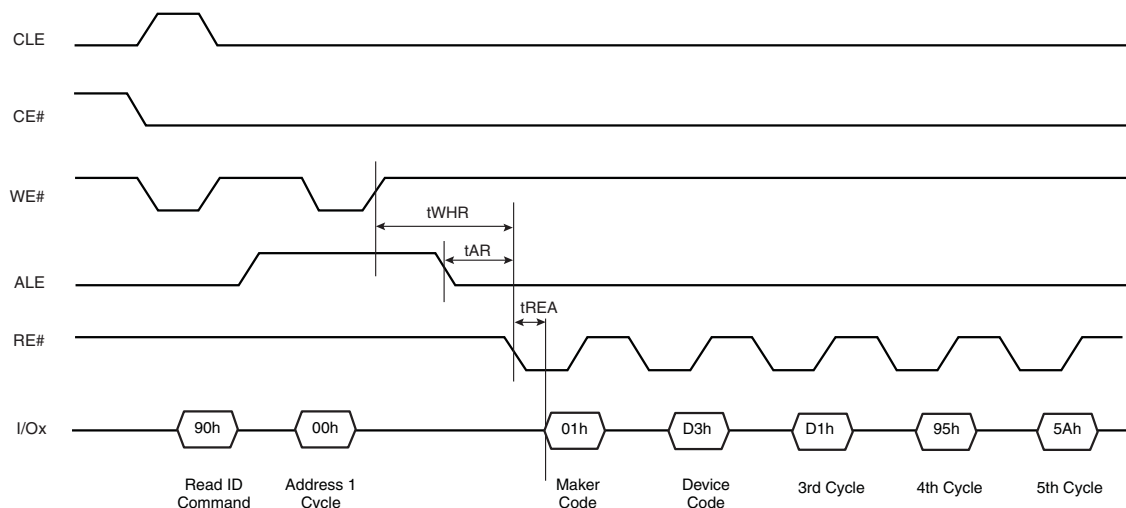 CLE
CE#
WE#
tWHR
tAR
ALE
tREA
RE#
I/Ox
90h
00h
01h
D3h
D1h
95h
5Ah
Read ID
Command
Address 1
Cycle
Maker
Code
Device
Code
3rd Cycle
4th Cycle
5th Cycle